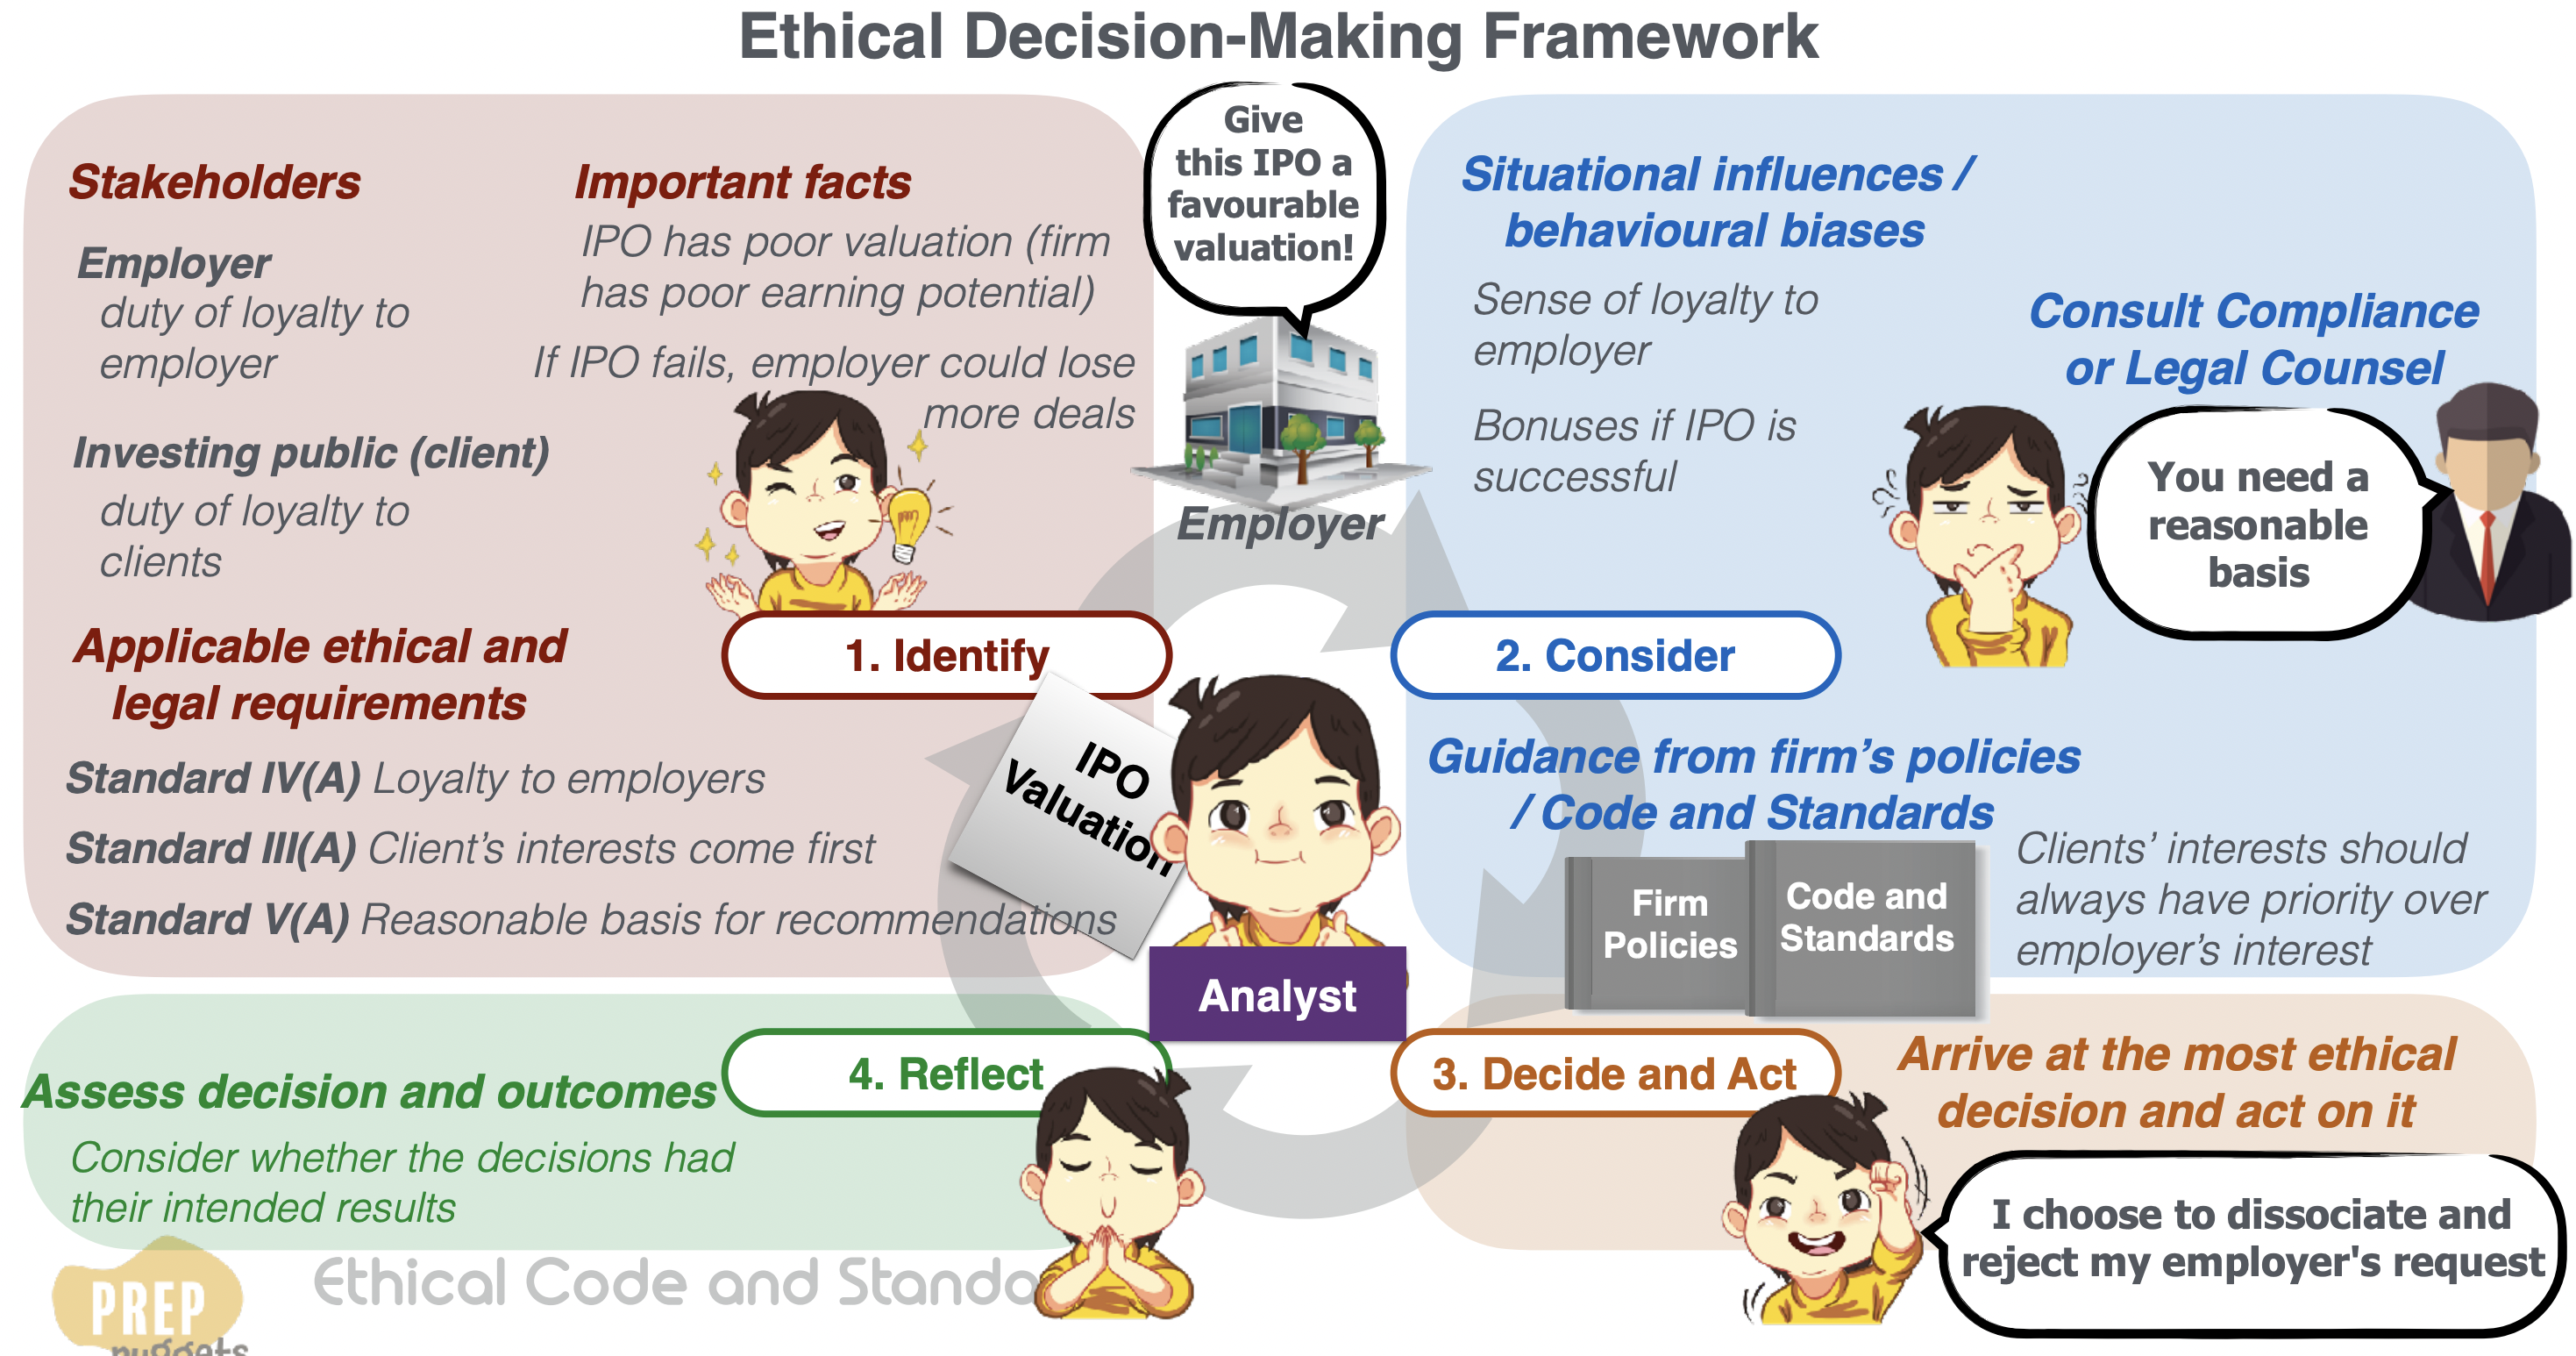 Ethical Decision-Making Framework
Stakeholders
Employer
duty of loyalty to
employer
Investing public (client)
duty of loyalty to
clients
Important facts
IPO has poor valuation (firm
has poor earning potential)
If IPO fails, employer could lose
more deals
Applicable ethical and
legal requirements
Standard IV(A) Loyalty to employers
Standard III(A) Client's interests come first
Standard V(A) Reasonable basis for recommendations
1. Identify
Give
this IPO a
favourable
valuation!
Employer
IPO
Valuation
Analyst
Situational influences /
behavioural biases
Sense of loyalty to
employer
Bonuses if IPO is
successful
Consult Compliance
or Legal Counsel
You need a
reasonable
basis
2. Consider
Guidance from firm's policies
/ Code and Standards
Firm
Policies
Code and
Standards
Clients' interests should
always have priority over
employer's interest
3. Decide and Act
Arrive at the most ethical
decision and act on it
I choose to dissociate and
reject my employer's request
4. Reflect
Assess decision and outcomes
Consider whether the decisions had
their intended results
PREP
nuggets
Ethical Code and Standa